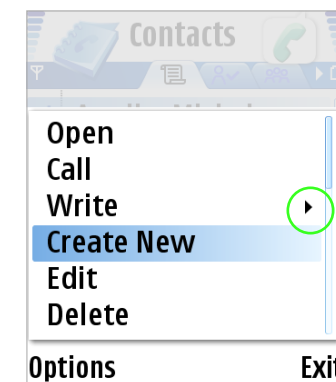 Contacts
Open
Call
Write
Create New
Edit
Delete
Options
Exit